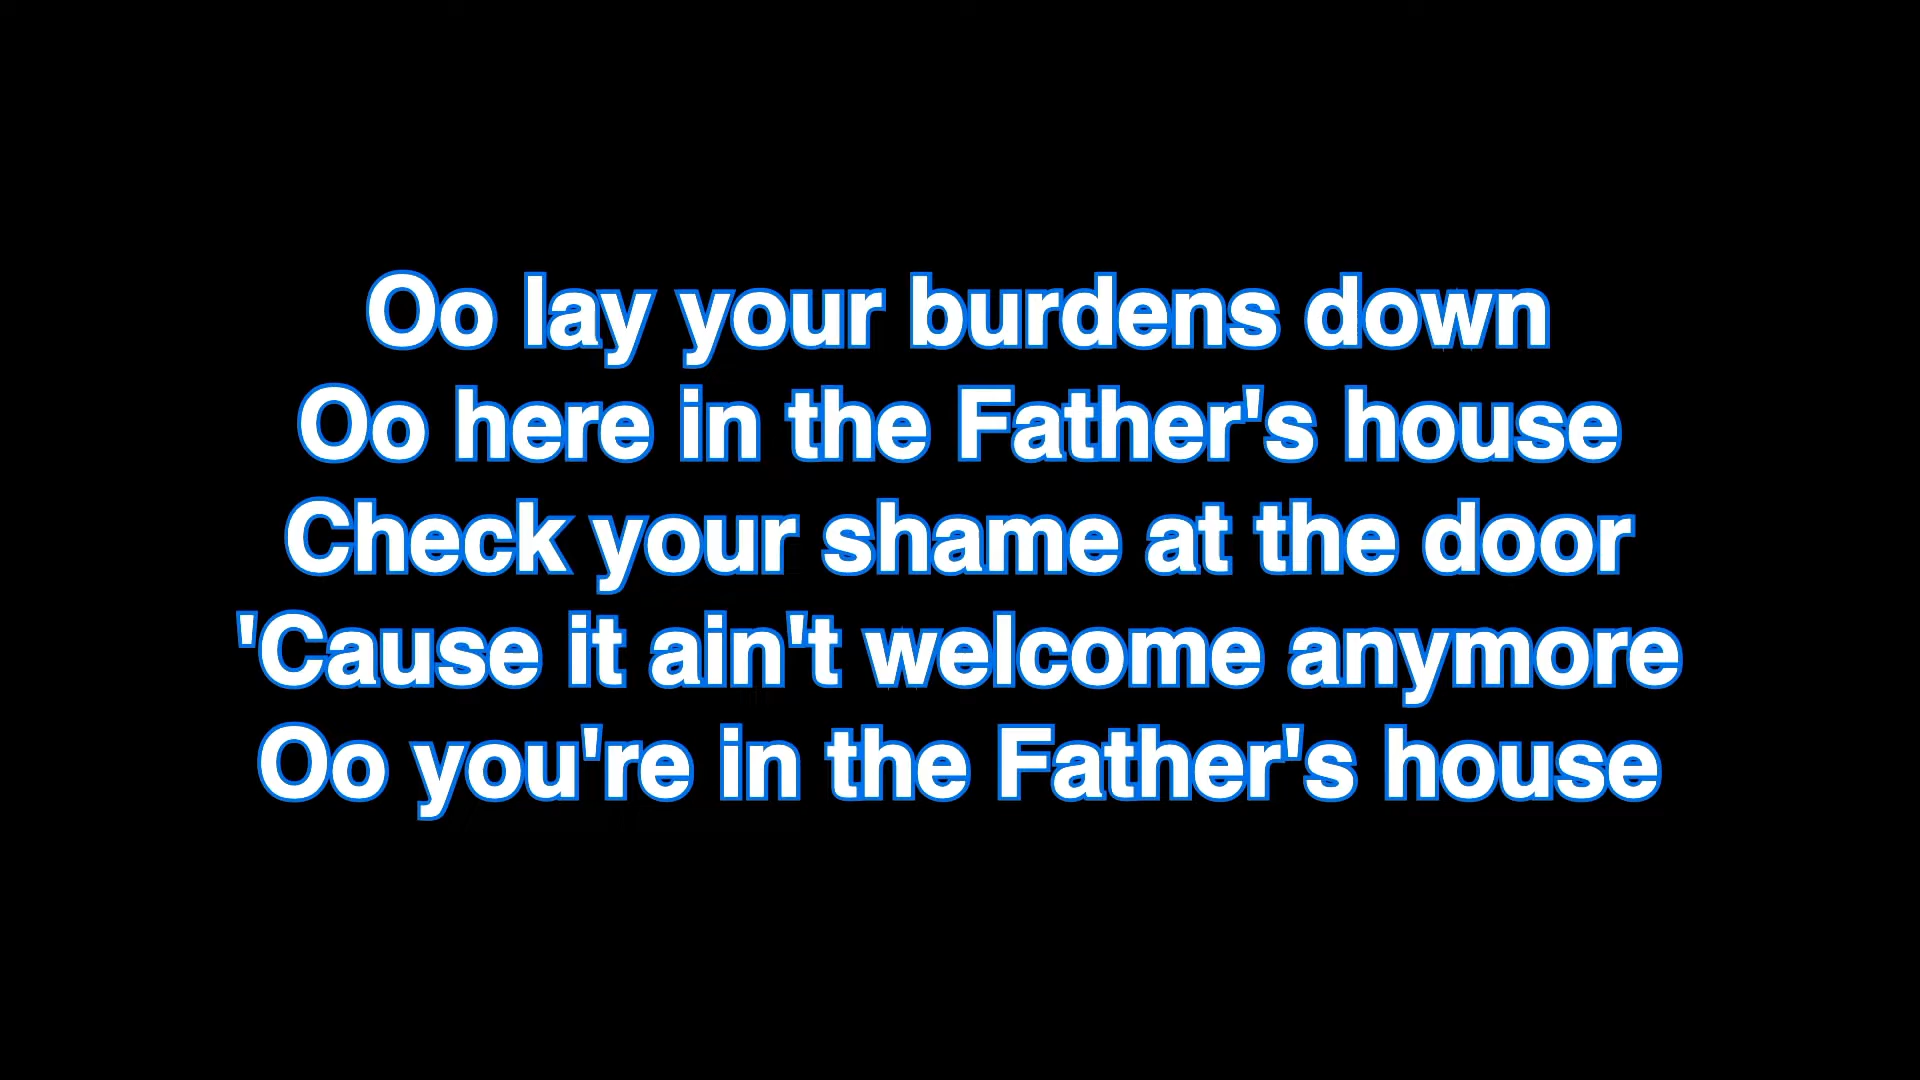 Oo lay your burdens down
Oo here in the Father's house
Check your shame at the door
'Cause it ain't welcome anymore
Oo you're in the Father's house